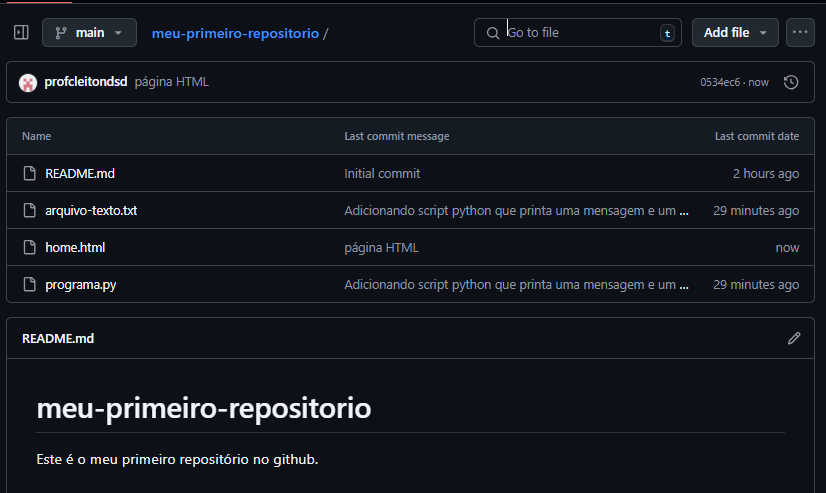 main meu-primeiro-repositorio / Go to file t Add file ...
profcleitondsd página HTML 0534ec6 · now
Name Last commit message Last commit date
README.md Initial commit 2 hours ago
arquivo-texto.txt Adicionando script python que printa uma mensagem e um ... 29 minutes ago
home.html página HTML now
programa.py Adicionando script python que printa uma mensagem e um ... 29 minutes ago
README.md
meu-primeiro-repositorio
Este é o meu primeiro repositório no github.